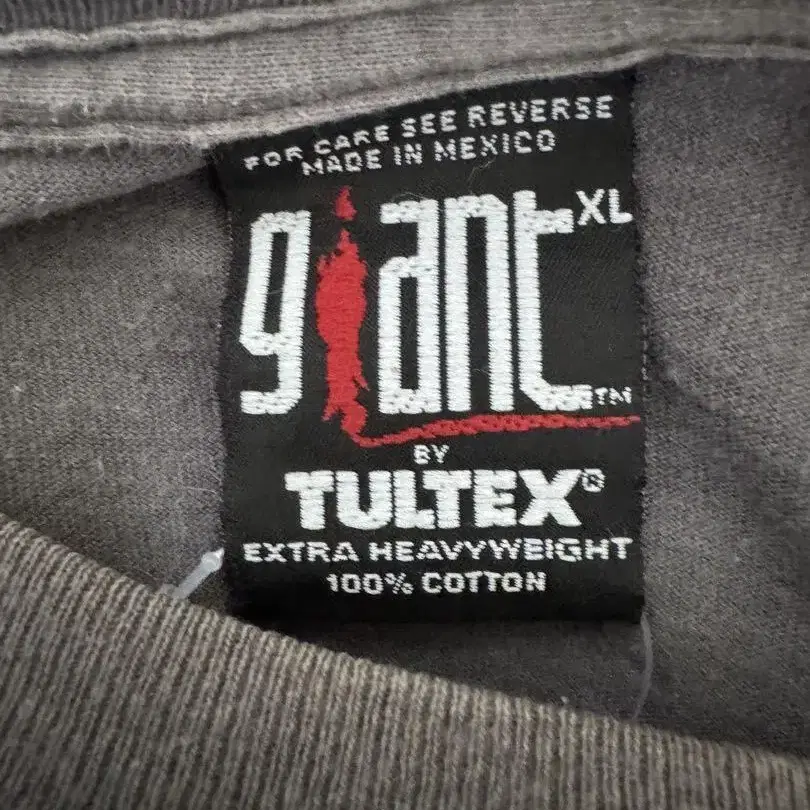 FOR CARE SEE REVERSE
MADE IN MEXICO
giant XL
TM
BY
TULTEX®
EXTRA HEAVYWEIGHT
100% COTTON